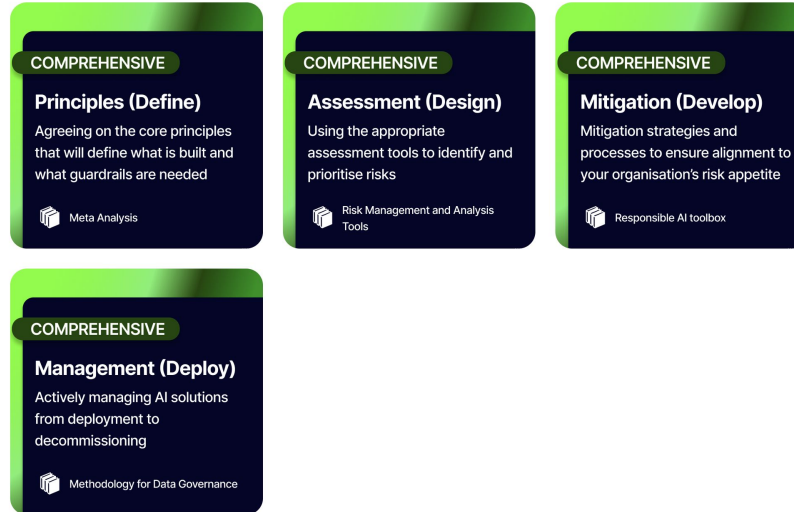 COMPREHENSIVE
Principles (Define)
Agreeing on the core principles
that will define what is built and
what guardrails are needed
Meta Analysis
COMPREHENSIVE
Assessment (Design)
Using the appropriate
assessment tools to identify and
prioritise risks
Risk Management and Analysis
Tools
COMPREHENSIVE
Mitigation (Develop)
Mitigation strategies and
processes to ensure alignment to
your organisation's risk appetite
Responsible AI toolbox
COMPREHENSIVE
Management (Deploy)
Actively managing AI solutions
from deployment to
decommissioning
Methodology for Data Governance